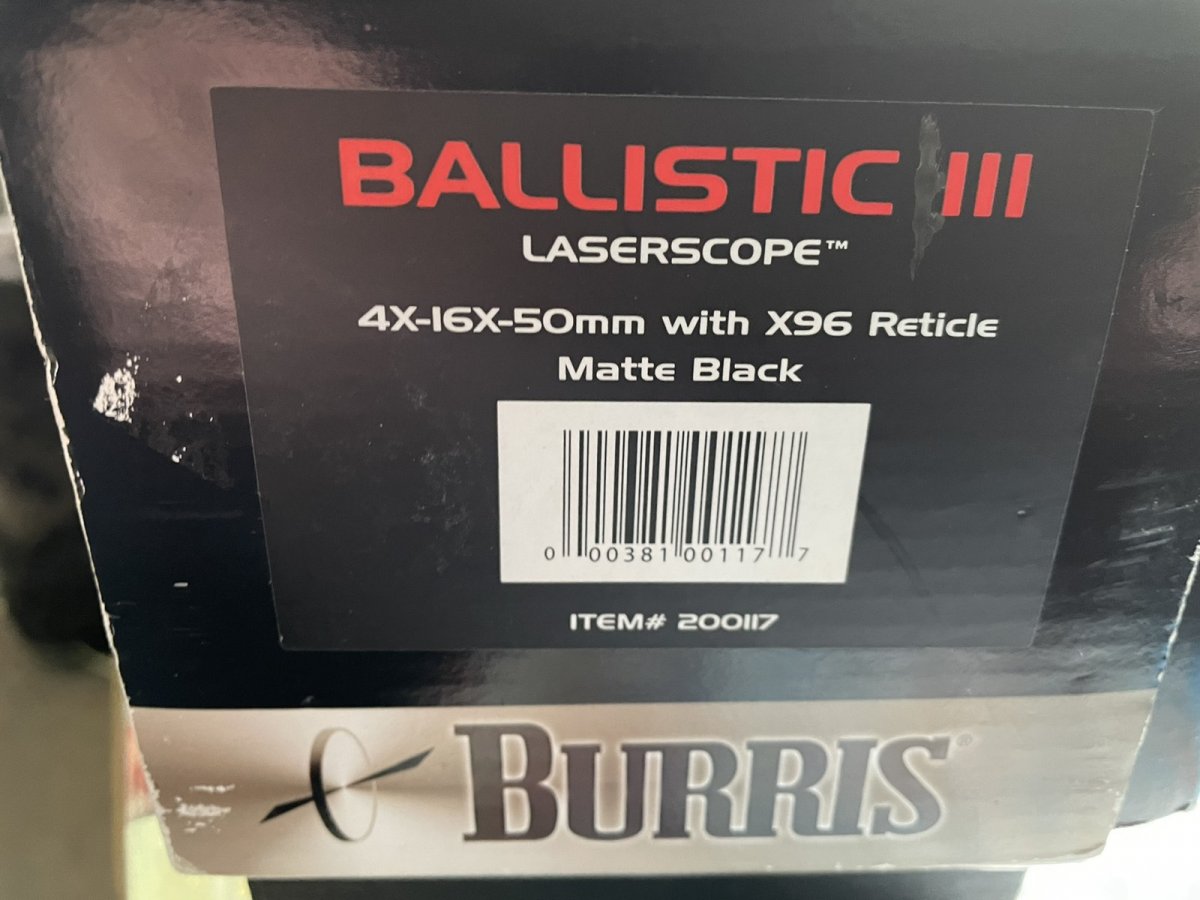 BALLISTIC III
LASERSCOPE™
4X-16X-50mm with X96 Reticle
Matte Black
0 00381 00117 7
ITEM# 200117
BURRIS®